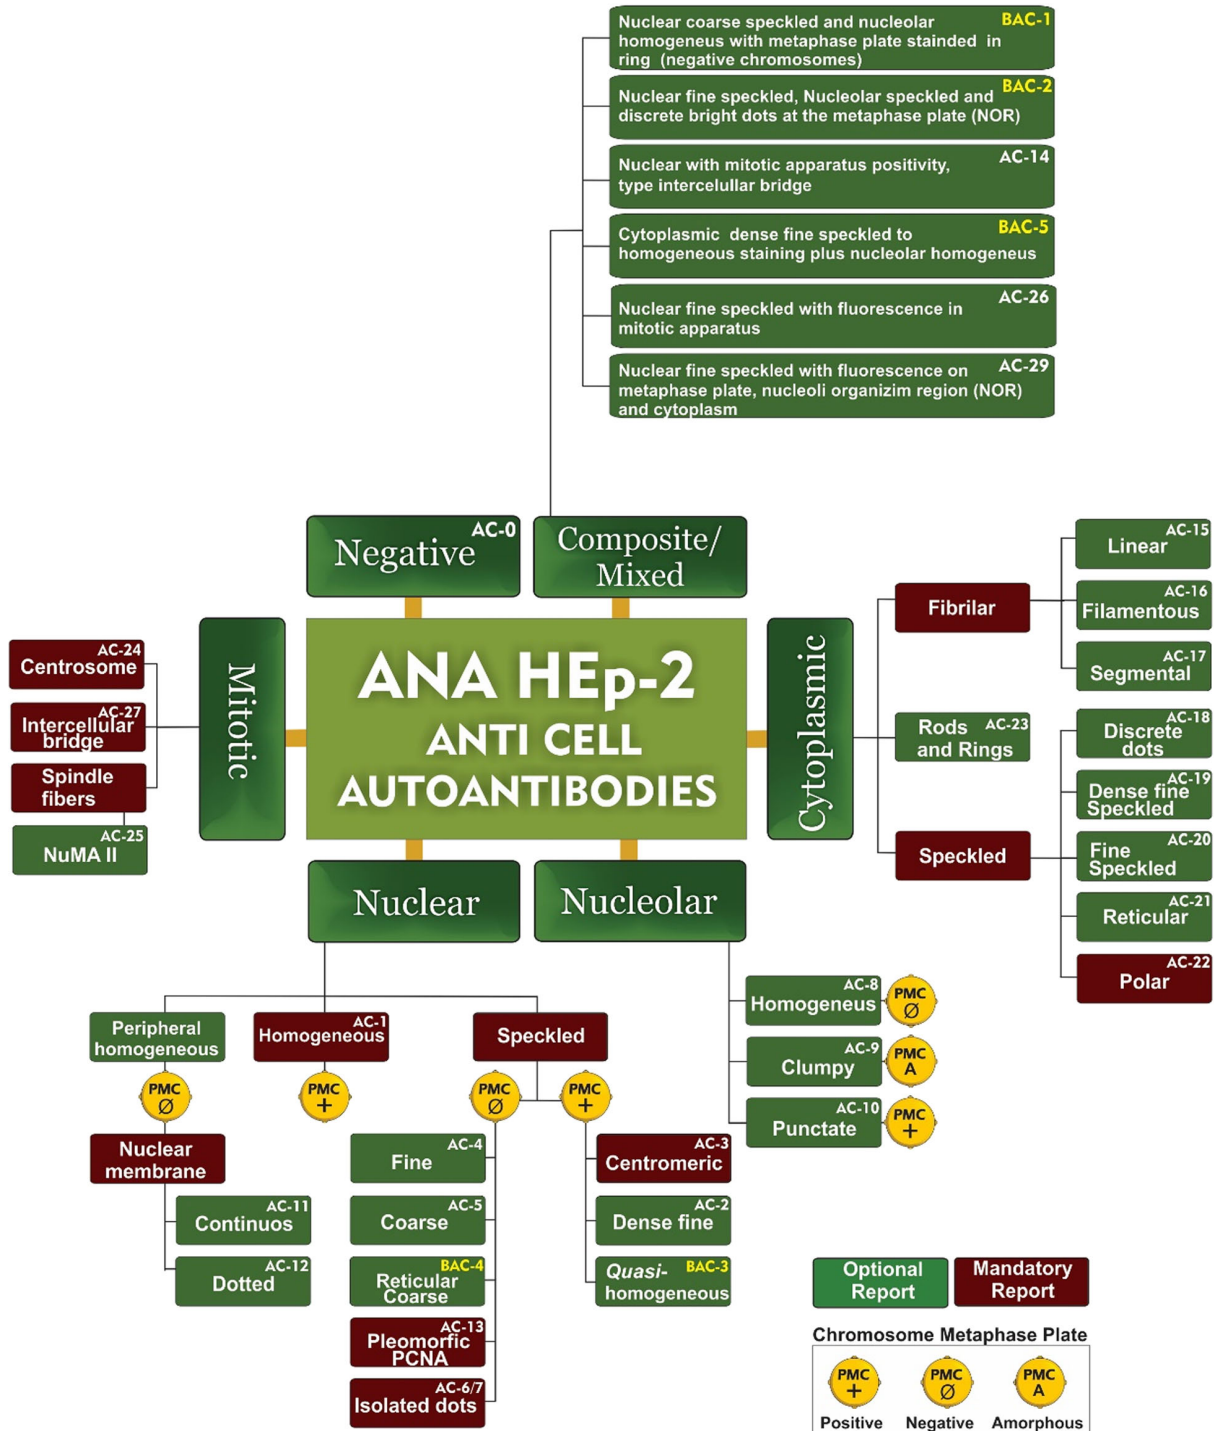 Nuclear coarse speckled and nucleolar BAC-1
homogeneus with metaphase plate stainded in
ring (negative chromosomes)
BAC-2
Nuclear fine speckled, Nucleolar speckled and
discrete bright dots at the metaphase plate (NOR)
Nuclear with mitotic apparatus positivity, AC-14
type intercelullar bridge
BAC-5
Cytoplasmic dense fine speckled to
homogeneous staining plus nucleolar homogeneus
AC-26
Nuclear fine speckled with fluorescence in
mitotic apparatus
Nuclear fine speckled with fluorescence on AC-29
metaphase plate, nucleoli organizim region (NOR)
and cytoplasm
AC-0
Negative
Composite/
Mixed
ANA HEp-2
ANTI CELL
AUTOANTIBODIES
Mitotic
AC-24
Centrosome
AC-27
Intercellular
bridge
Spindle
fibers
AC-25
NuMA II
Cytoplasmic
Fibrilar
AC-15
Linear
AC-16
Filamentous
AC-17
Segmental
Rods AC-23
and Rings
Speckled
AC-18
Discrete
dots
AC-19
Dense fine
Speckled
AC-20
Fine
Speckled
AC-21
Reticular
AC-22
Polar
Nuclear
Nucleolar
AC-8
Homogeneus
PMC
Ø
AC-9
Clumpy
PMC
A
AC-10
Punctate
PMC
+
Peripheral
homogeneous
PMC
Ø
Nuclear
membrane
AC-11
Continuos
AC-12
Dotted
AC-1
Homogeneous
PMC
+
Speckled
PMC
Ø
AC-4
Fine
AC-5
Coarse
BAC-4
Reticular
Coarse
AC-13
Pleomorfic
PCNA
AC-6/7
Isolated dots
PMC
+
AC-3
Centromeric
AC-2
Dense fine
Quasi- BAC-3
homogeneous
Optional
Report
Mandatory
Report
Chromosome Metaphase Plate
PMC
+
Positive
PMC
Ø
Negative
PMC
A
Amorphous